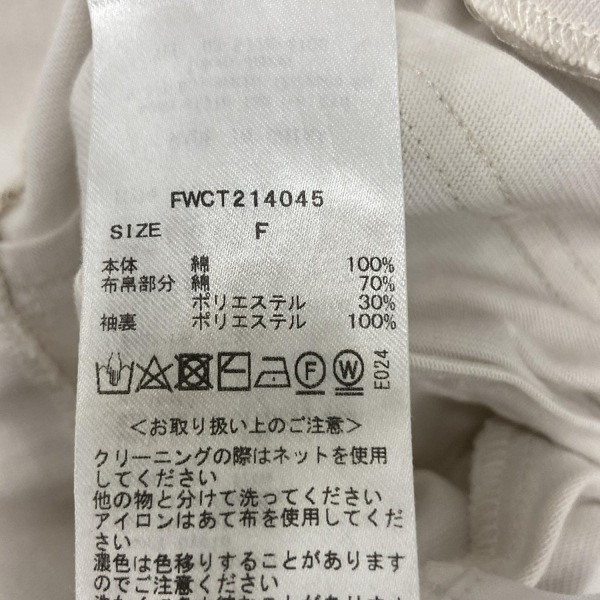 FWCT214045
SIZE F
本体 綿 100%
布帛部分 綿 70%
ポリエステル 30%
袖裏 ポリエステル 100%
F W E024
<お取り扱い上のご注意>
クリーニングの際はネットを使用
してください
他の物と分けて洗ってください
アイロンはあて布を使用してくだ
さい
濃色は色移りすることがあります
のでご注意ください